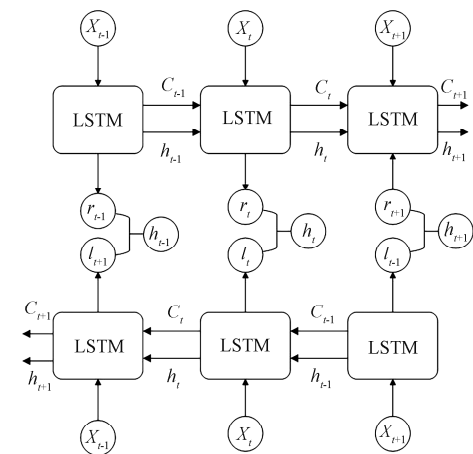 X_{t-1} X_t X_{t+1}
C_{t-1} C_t C_{t+1}
LSTM LSTM LSTM
h_{t-1} h_t h_{t+1}
r_{t-1} r_t r_{t+1}
h_{t-1} h_t h_{t+1}
l_{t+1} l_t l_{t-1}
C_{t+1} C_t C_{t-1}
LSTM LSTM LSTM
h_{t+1} h_t h_{t-1}
X_{t-1} X_t X_{t+1}